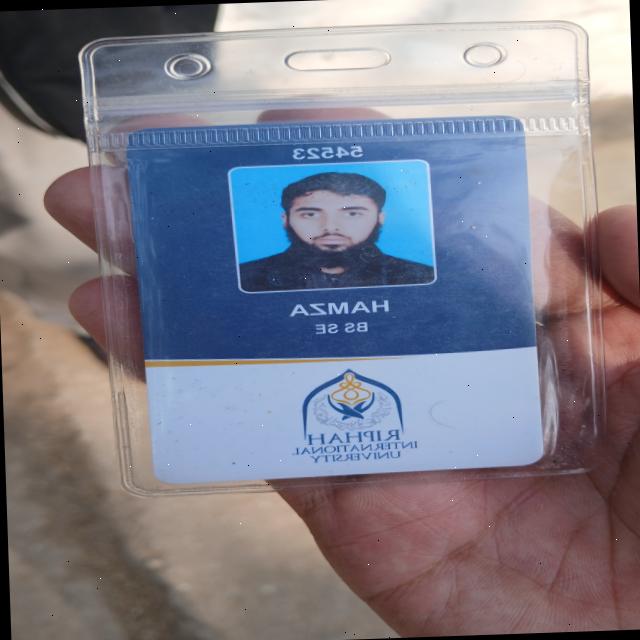 54523
HAMZA
BS SE
RIPHAH
INTERNATIONAL
UNIVERSITY